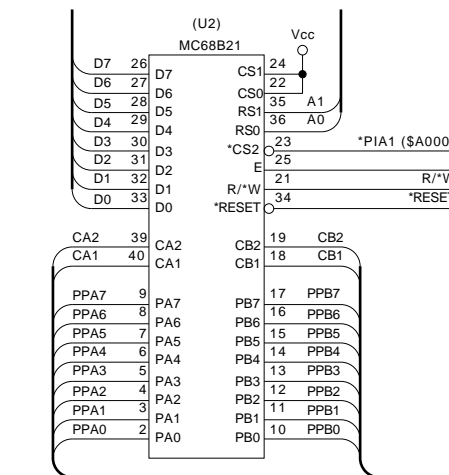 (U2)
MC68B21
Vcc
D7 26 D7 CS1 24
D6 27 D6 CS0 22
D5 28 D5 RS1 35 A1
D4 29 D4 RS0 36 A0
D3 30 D3 *CS2 23 *PIA1 ($A000
D2 31 D2 E 25
D1 32 D1 R/*W 21 R/*W
D0 33 D0 *RESET 34 *RESET
CA2 39 CA2 CB2 19 CB2
CA1 40 CA1 CB1 18 CB1
PPA7 9 PA7 PB7 17 PPB7
PPA6 8 PA6 PB6 16 PPB6
PPA5 7 PA5 PB5 15 PPB5
PPA4 6 PA4 PB4 14 PPB4
PPA3 5 PA3 PB3 13 PPB3
PPA2 4 PA2 PB2 12 PPB2
PPA1 3 PA1 PB1 11 PPB1
PPA0 2 PA0 PB0 10 PPB0